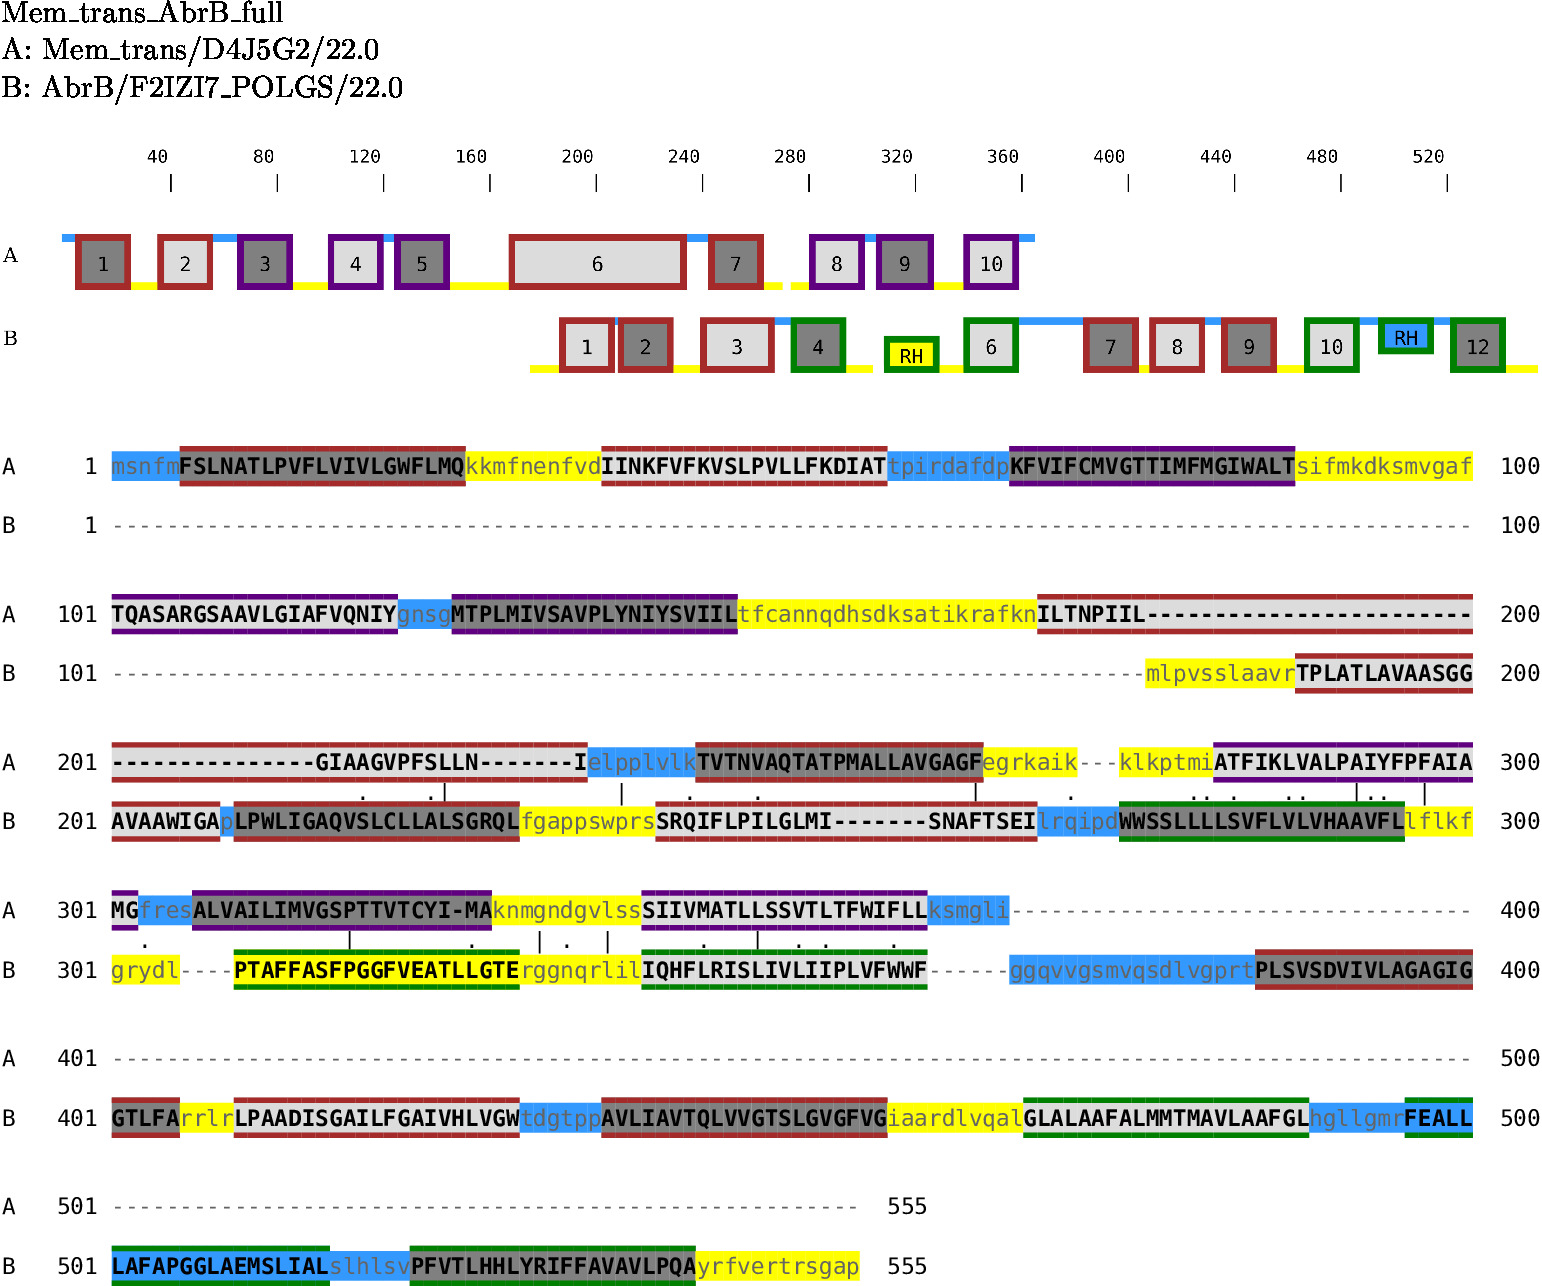 Mem_trans_AbrB_full
A: Mem_trans/D4J5G2/22.0
B: AbrB/F2IZI7_POLGS/22.0
40 80 120 160 200 240 280 320 360 400 440 480 520
A 1 2 3 4 5 6 7 8 9 10
B 1 2 3 4 RH 6 7 8 9 10 RH 12
A 1 msnfmFSLNATLPVFLVIVLGWFLMQkkmfnenfvdIINKFVFKVSLPVLLFKDIATtpirdafdpKFVIFCMVGTTIMFMGIWALTsifmkdksmvgaf 100
B 1 ---------------------------------------------------------------------------------------------------- 100
A 101 TQASARGSAAVLGIAFVQNIYgnsgMTPLMIVSAVPLYNIYSVIILtfcannqdhsdksatikrafknILTNPIIL------------------------ 200
B 101 ----------------------------------------------------------------------------mlpvsslaavrTPLATLAVAASGG 200
A 201 ---------------GIAAGVPFSLLN-------IelpplvlkTVTNVAQTATPMALLAVGAGFegrkaik---klkptmiATFIKLVALPAIYFPFAIA 300
B 201 AVAAWIGApLPWLIGAQVSLCLLALSGRQLfgappswprsSRQIFLPILGLMI-------SNAFTSEIlrqipdWWSSLLLLSVFLVLVHAAVFLlflkf 300
A 301 MGfresALVAILIMVGSPTTVTCYI-MAknmgndgvlssSIIVMATLLSSVTLTFWIFLLksmgli---------------------------------- 400
B 301 grydl----PTAFFASFPGGFVEATLLGTErggnqrlilIQHFLRISLIVLIIPLVFWWF------ggqvvgsmvqsdlvgprtPLSVSDVIVLAGAGIG 400
A 401 ---------------------------------------------------------------------------------------------------- 500
B 401 GTLFArrlrLPAADISGAILFGAIVHLVGWtdgtppAVLIAVTQLVVGTSLGVGFVGiaardlvqalGLALAAFALMMTMAVLAAFGLhgllgmrFEALL 500
A 501 ------------------------------------------------------- 555
B 501 LAFAPGGLAEMSLIALslhlsvPFVTLHHLYRIFFAVAVLPQAyrfvertrsgap 555